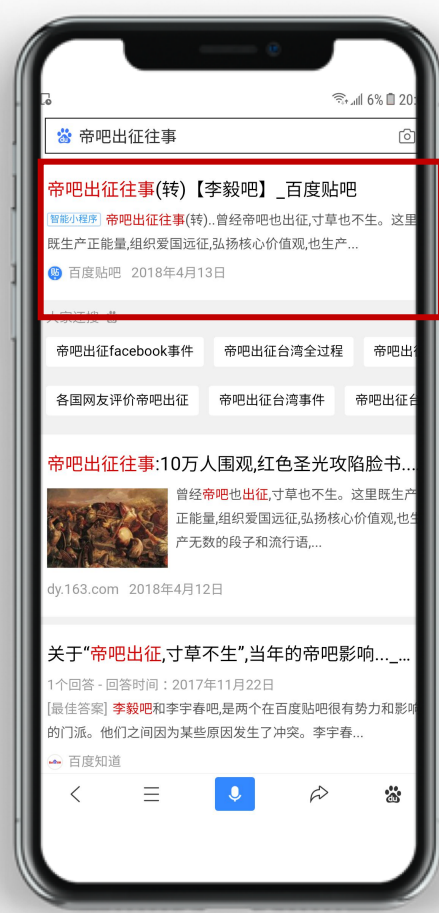 6% 20:
帝吧出征往事
帝吧出征往事(转)【李毅吧】_百度贴吧
智能小程序 帝吧出征往事(转)..曾经帝吧也出征,寸草也不生。这里
既生产正能量,组织爱国远征,弘扬核心价值观,也生产...
贴 百度贴吧 2018年4月13日
大家还搜
帝吧出征facebook事件 帝吧出征台湾全过程 帝吧出
各国网友评价帝吧出征 帝吧出征台湾事件 帝吧出征台
帝吧出征往事:10万人围观,红色圣光攻陷脸书...
曾经帝吧也出征,寸草也不生。这里既生产
正能量,组织爱国远征,弘扬核心价值观,也生
产无数的段子和流行语,...
dy.163.com 2018年4月12日
关于“帝吧出征,寸草不生”,当年的帝吧影响..._...
1个回答 - 回答时间：2017年11月22日
[最佳答案] 李毅吧和李宇春吧,是两个在百度贴吧很有势力和影响
的门派。他们之间因为某些原因发生了冲突。李宇春...
百度知道
du